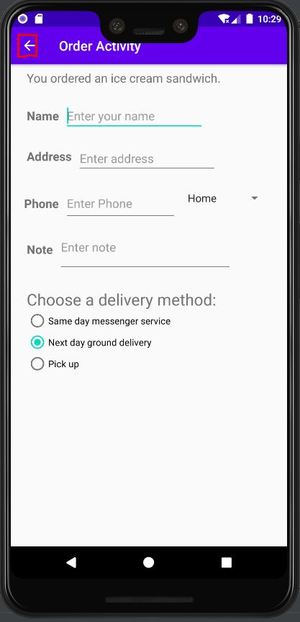 10:29
Order Activity
You ordered an ice cream sandwich.
Name Enter your name
Address Enter address
Phone Enter Phone Home
Note Enter note
Choose a delivery method:
Same day messenger service
Next day ground delivery
Pick up